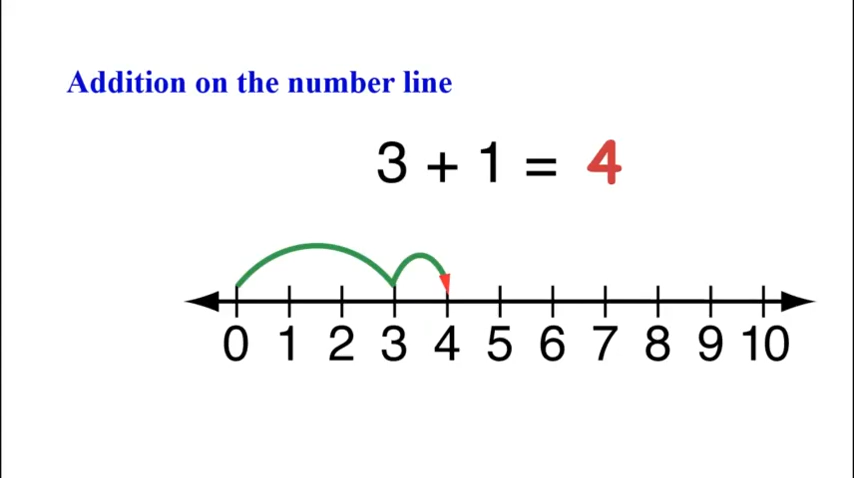 Addition on the number line
3 + 1 = 4
0 1 2 3 4 5 6 7 8 9 10